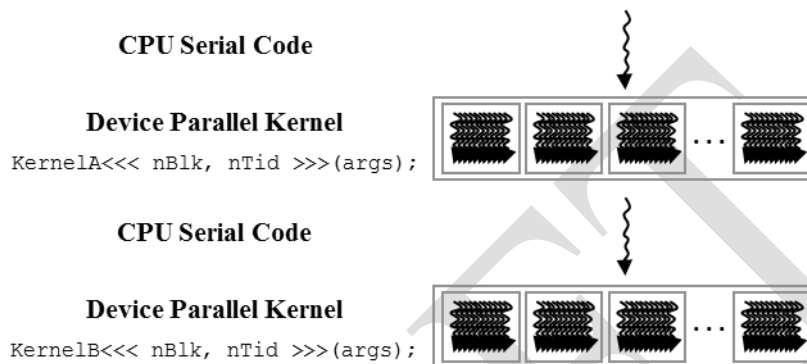 CPU Serial Code
Device Parallel Kernel
KernelA<<< nBlk, nTid >>>(args);
...
CPU Serial Code
Device Parallel Kernel
KernelB<<< nBlk, nTid >>>(args);
...